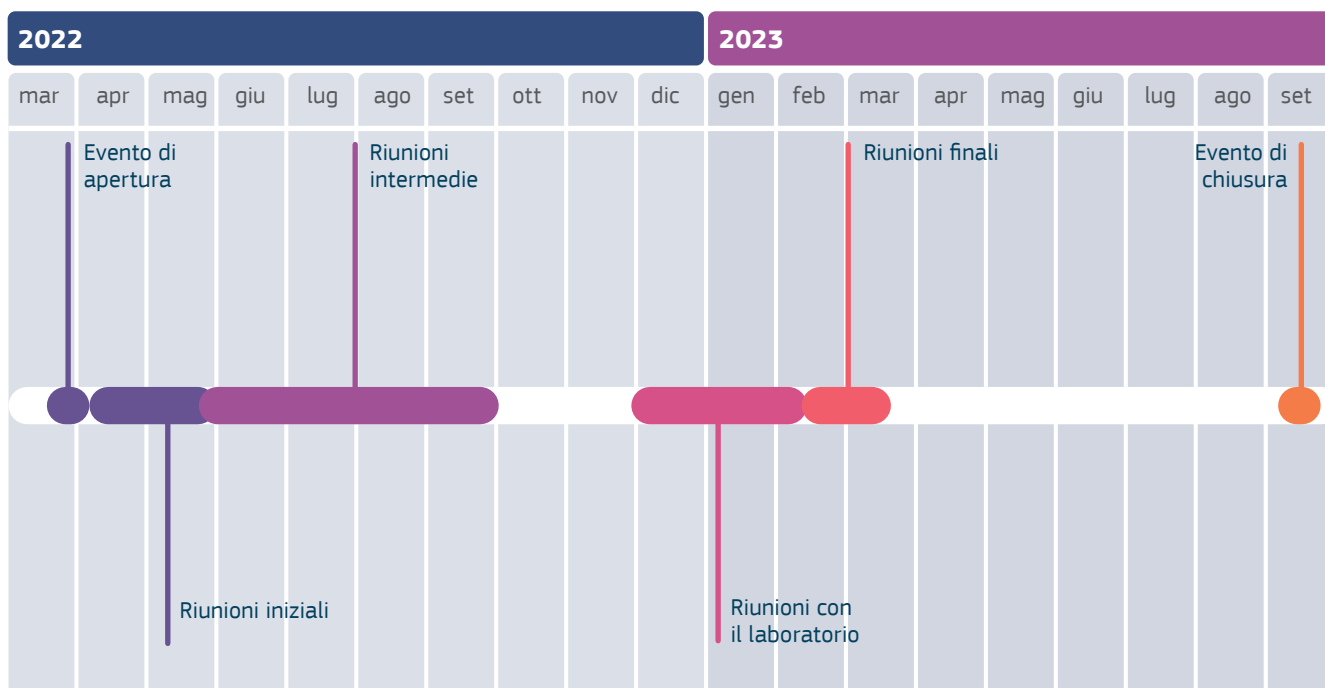 2022
2023
mar apr mag giu lug ago set ott nov dic gen feb mar apr mag giu lug ago set
Evento di
apertura
Riunioni
intermedie
Riunioni finali
Evento di
chiusura
Riunioni iniziali
Riunioni con
il laboratorio